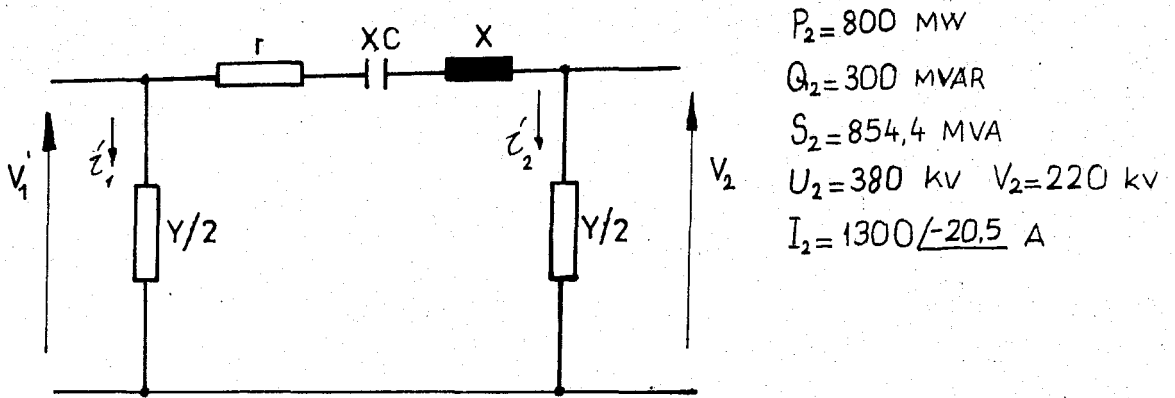 r XC X
V₁' i₁' i₂' V₂
Y/2 Y/2
P₂=800 MW
Q₂=300 MVAR
S₂=854,4 MVA
U₂=380 kV V₂=220 kV
I₂=1300/-20,5 A